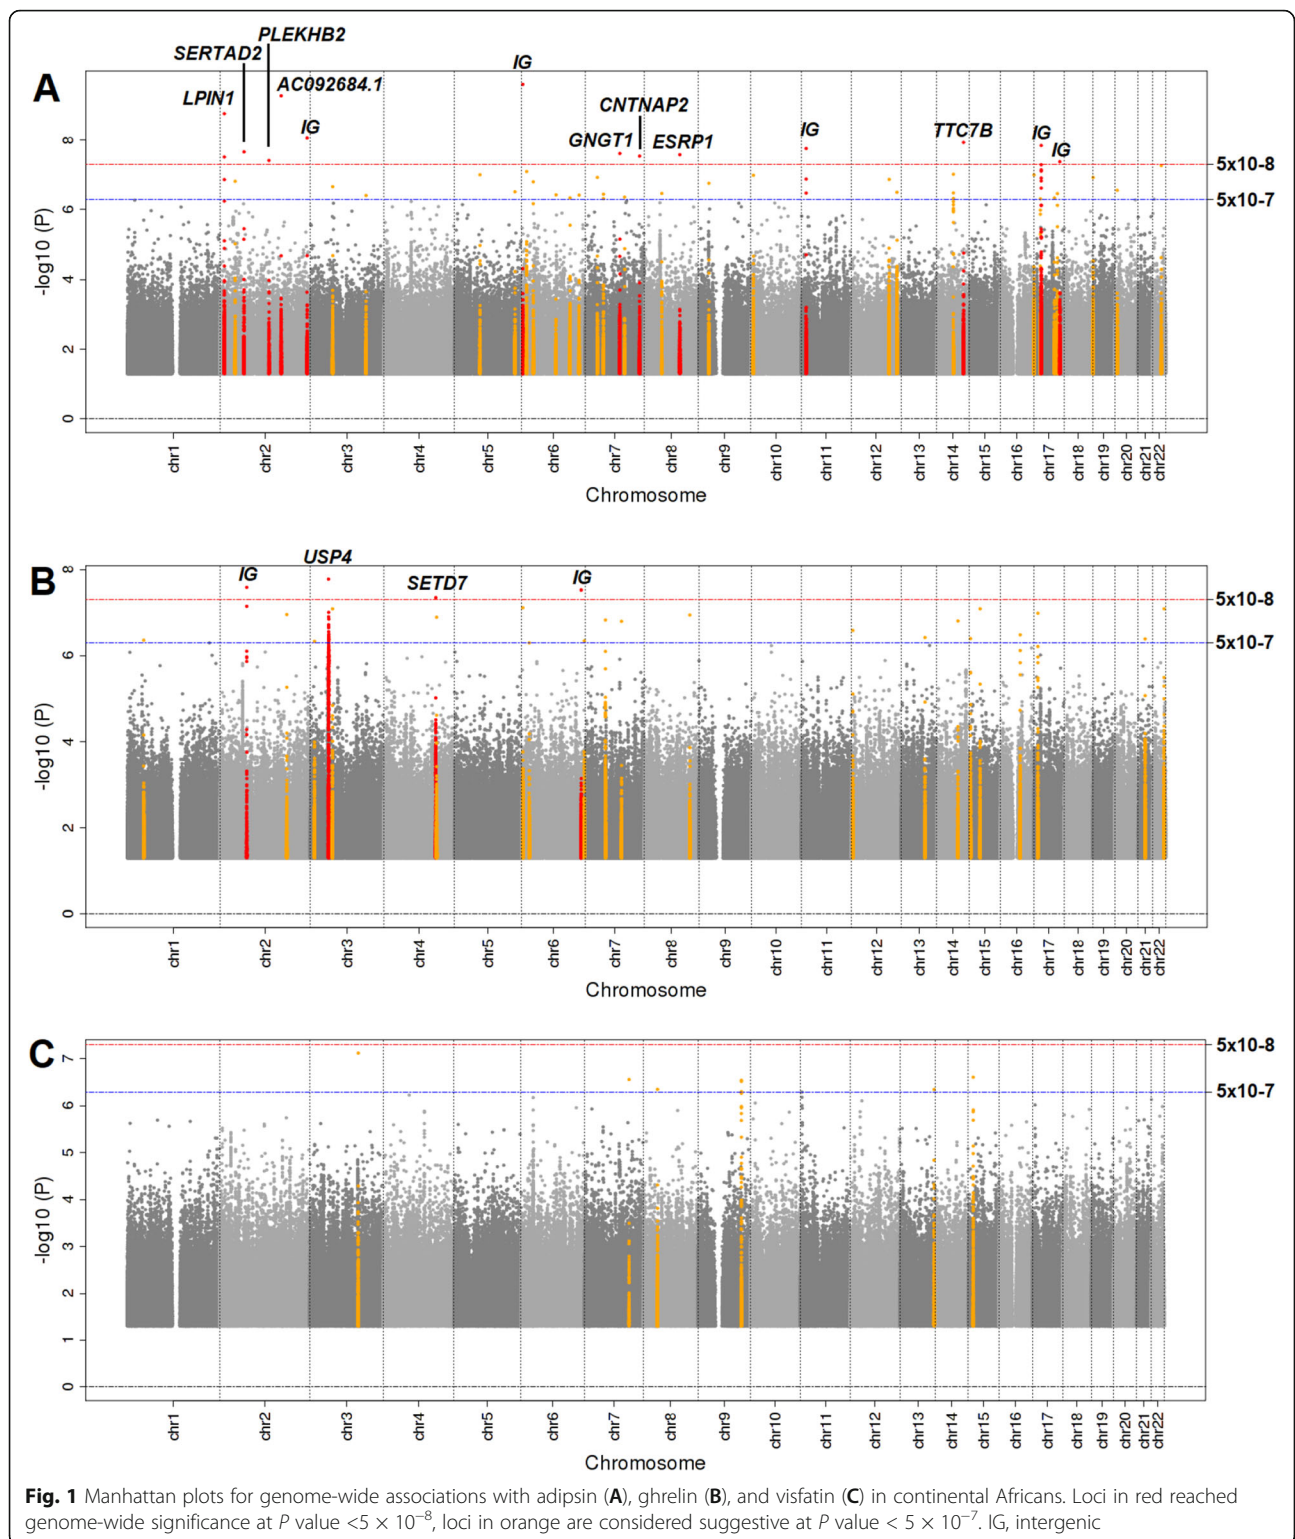 PLEKHB2
SERTAD2
IG
A
AC092684.1
LPIN1
CNTNAP2
IG
IG
GNGT1
ESRP1
TTC7B
IG
IG
8
6
4
2
0
-log10 (P)
5x10-8
5x10-7
chr1 chr2 chr3 chr4 chr5 chr6 chr7 chr8 chr9 chr10 chr11 chr12 chr13 chr14 chr15 chr16 chr17 chr18 chr19 chr20 chr21 chr22
Chromosome
B
USP4
IG
SETD7
IG
8
6
4
2
0
-log10 (P)
5x10-8
5x10-7
chr1 chr2 chr3 chr4 chr5 chr6 chr7 chr8 chr9 chr10 chr11 chr12 chr13 chr14 chr15 chr16 chr17 chr18 chr19 chr20 chr21 chr22
Chromosome
C
7
6
5
4
3
2
1
0
-log10 (P)
5x10-8
5x10-7
chr1 chr2 chr3 chr4 chr5 chr6 chr7 chr8 chr9 chr10 chr11 chr12 chr13 chr14 chr15 chr16 chr17 chr18 chr19 chr20 chr21 chr22
Chromosome
Fig. 1 Manhattan plots for genome-wide associations with adipsin (A), ghrelin (B), and visfatin (C) in continental Africans. Loci in red reached
genome-wide significance at P value <5 × 10⁻⁸, loci in orange are considered suggestive at P value < 5 × 10⁻⁷. IG, intergenic